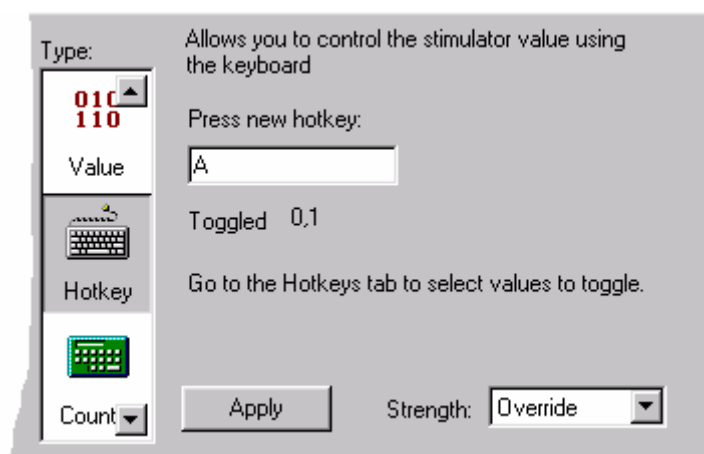 Type:
Allows you to control the stimulator value using
the keyboard
010
110
Value
Press new hotkey:
A
Toggled 0,1
Hotkey
Go to the Hotkeys tab to select values to toggle.
Count
Apply
Strength: Override